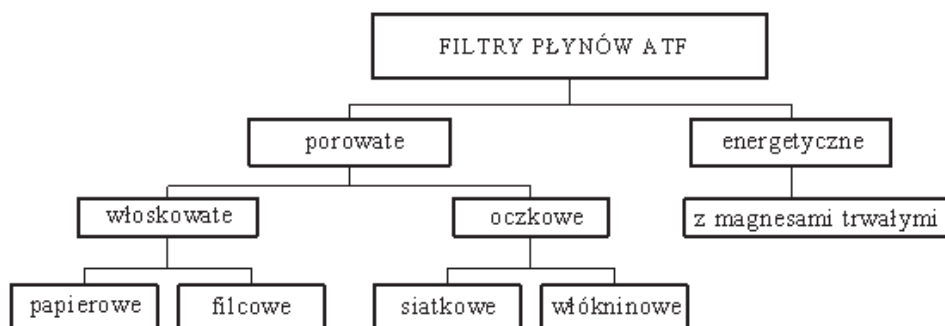 FILTRY PŁYNÓW ATF
porowate
energetyczne
włoskowate
oczkowe
z magnesami trwałymi
papierowe
filcowe
siatkowe
włókninowe